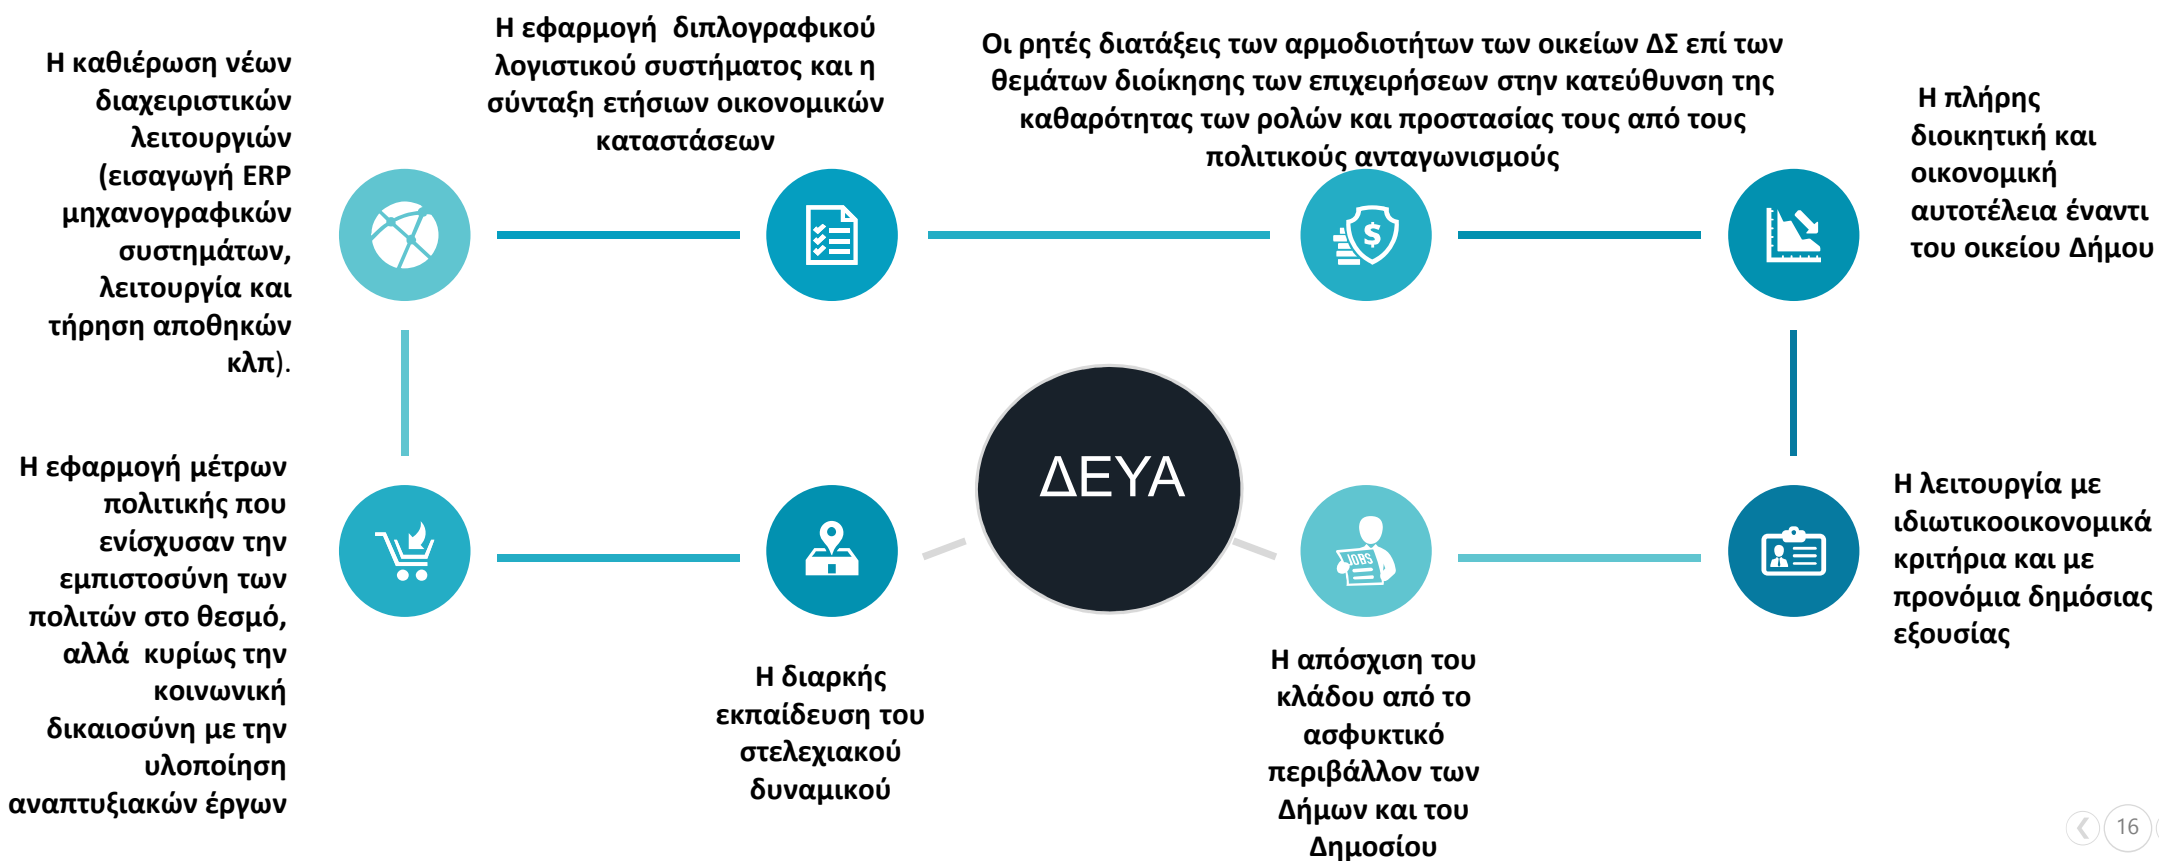 Η καθιέρωση νέων
διαχειριστικών
λειτουργιών
(εισαγωγή ERP
μηχανογραφικών
συστημάτων,
λειτουργία και
τήρηση αποθηκών
κλπ).
Η εφαρμογή διπλογραφικού
λογιστικού συστήματος και η
σύνταξη ετήσιων οικονομικών
καταστάσεων
Οι ρητές διατάξεις των αρμοδιοτήτων των οικείων ΔΣ επί των
θεμάτων διοίκησης των επιχειρήσεων στην κατεύθυνση της
καθαρότητας των ρολών και προστασίας τους από τους
πολιτικούς ανταγωνισμούς
Η πλήρης
διοικητική και
οικονομική
αυτοτέλεια έναντι
του οικείου Δήμου
$
Η εφαρμογή μέτρων
πολιτικής που
ενίσχυσαν την
εμπιστοσύνη των
πολιτών στο θεσμό,
αλλά κυρίως την
κοινωνική
δικαιοσύνη με την
υλοποίηση
αναπτυξιακών έργων
Η διαρκής
εκπαίδευση του
στελεχιακού
δυναμικού
ΔΕΥΑ
JOBS
Η απόσχιση του
κλάδου από το
ασφυκτικό
περιβάλλον των
Δήμων και του
Δημοσίου
Η λειτουργία με
ιδιωτικοοικονομικά
κριτήρια και με
προνόμια δημόσιας
εξουσίας
16